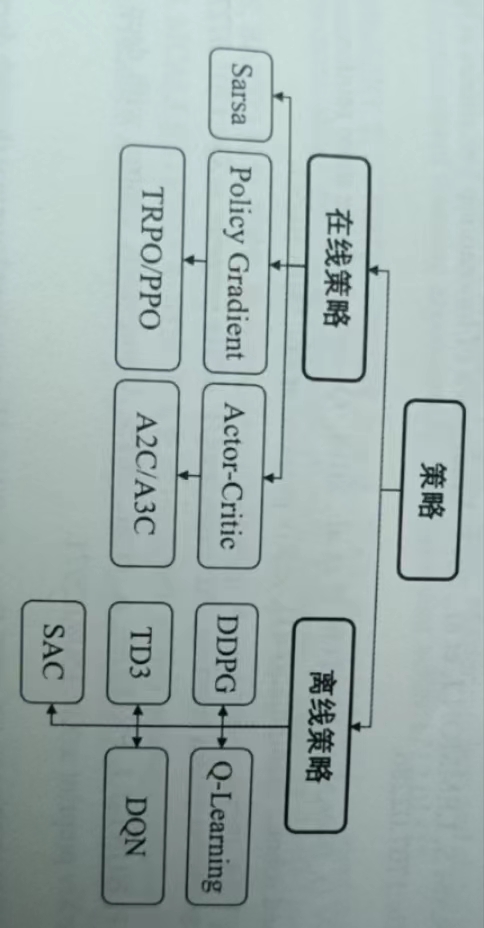 策略
在线策略
离线策略
Sarsa
Policy Gradient
Actor-Critic
DDPG
Q-Learning
TRPO/PPO
A2C/A3C
TD3
DQN
SAC